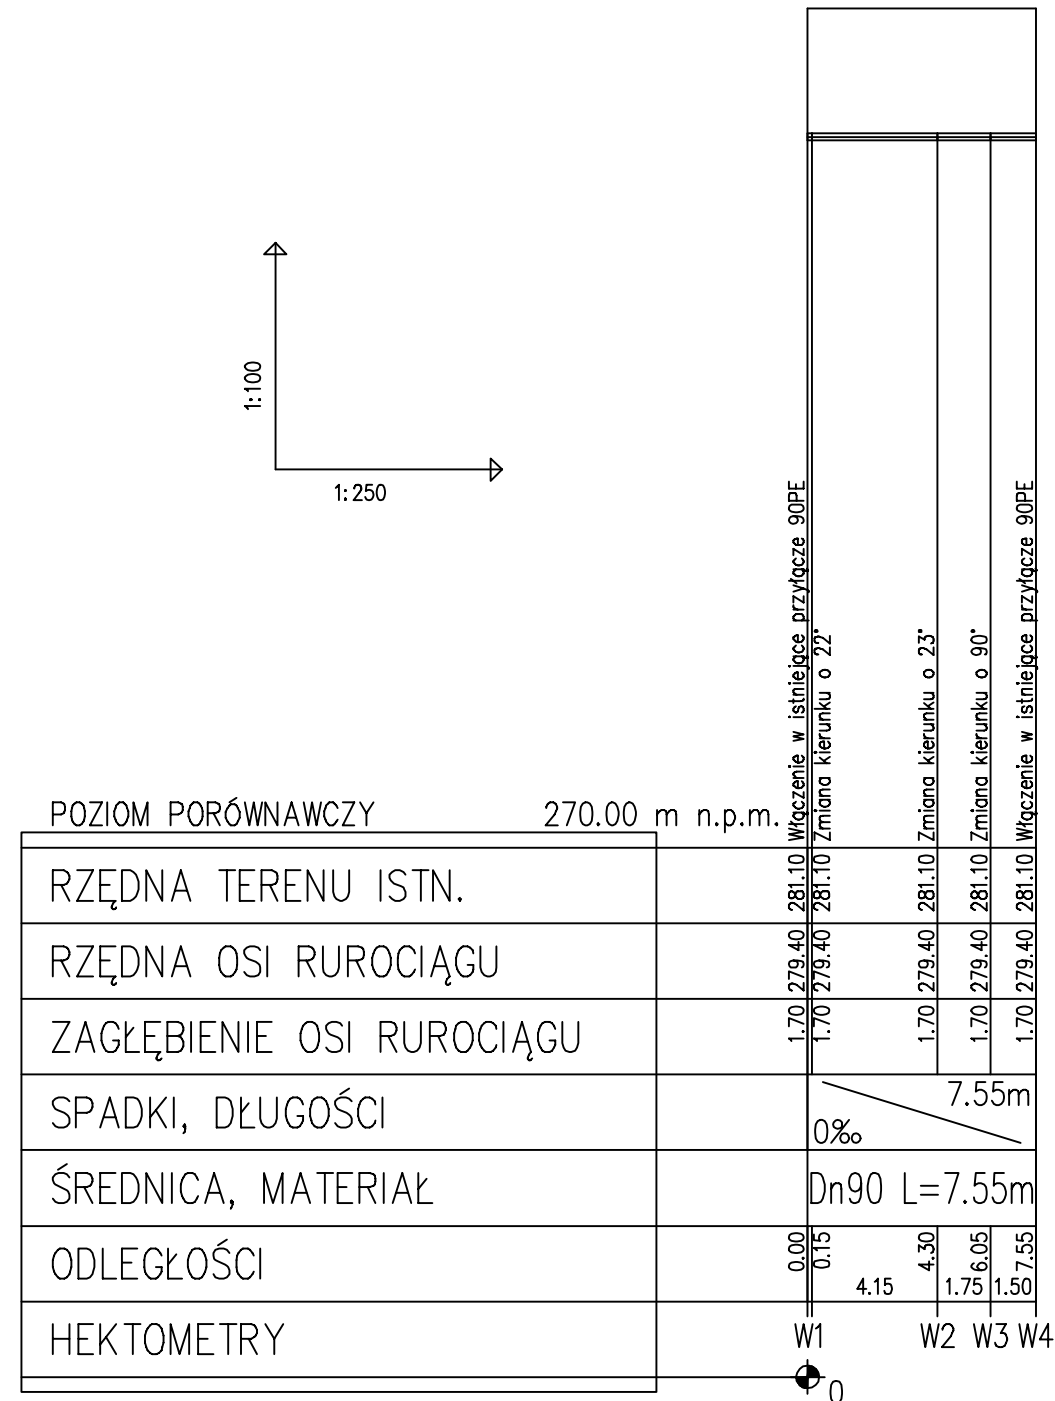 1:100
1:250
Włączenie w istniejące przyłącze 90PE
Zmiana kierunku o 22°
Zmiana kierunku o 23°
Zmiana kierunku o 90°
Włączenie w istniejące przyłącze 90PE
POZIOM PORÓWNAWCZY 270.00 m n.p.m.
RZĘDNA TERENU ISTN. 281.10 281.10 281.10 281.10 281.10
RZĘDNA OSI RUROCIĄGU 279.40 279.40 279.40 279.40 279.40
ZAGŁĘBIENIE OSI RUROCIĄGU 1.70 1.70 1.70 1.70 1.70
SPADKI, DŁUGOŚCI 0‰ 7.55m
ŚREDNICA, MATERIAŁ Dn90 L=7.55m
ODLEGŁOŚCI 0.00 0.15 4.30 6.05 7.55
4.15 1.75 1.50
HEKTOMETRY W1 W2 W3 W4
0